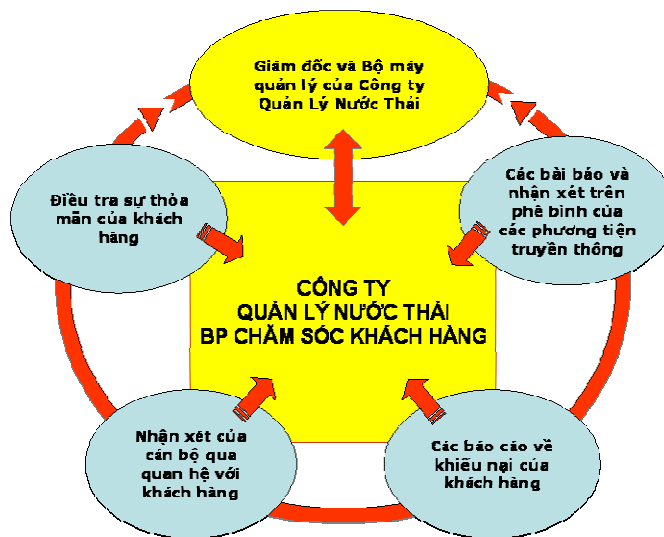 Giám đốc và Bộ máy
quản lý của Công ty
Quản Lý Nước Thải
Điều tra sự thỏa
mãn của khách
hàng
Các bài báo và
nhận xét trên
phê bình của
các phương tiện
truyền thông
CÔNG TY
QUẢN LÝ NƯỚC THẢI
BP CHĂM SÓC KHÁCH HÀNG
Nhận xét của
cán bộ qua
quan hệ với
khách hàng
Các báo cáo về
khiếu nại của
khách hàng